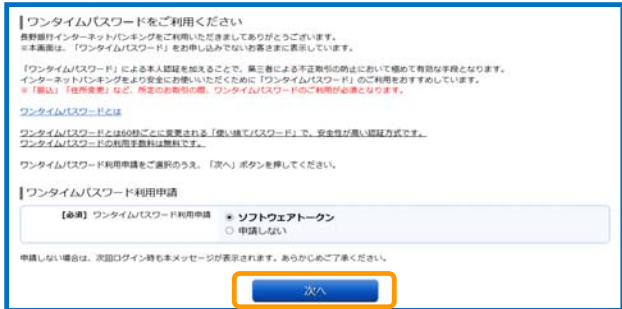 ワンタイムパスワードをご利用ください
長野銀行インターネットバンキングをご利用いただきましてありがとうございます。
※本画面は、「ワンタイムパスワード」をお申し込みでないお客さまに表示しています。
「ワンタイムパスワード」による本人認証を加えることで、第三者による不正取引の防止において極めて有効な手段となります。
インターネットバンキングをより安全にお使いいただくために「ワンタイムパスワード」のご利用をおすすめしています。
※「振込」「住所変更」など、所定のお取引の際、ワンタイムパスワードのご利用が必須となります。
ワンタイムパスワードとは
ワンタイムパスワードとは60秒ごとに変更される「使い捨てパスワード」で、安全性が高い認証方式です。
ワンタイムパスワードの利用手数料は無料です。
ワンタイムパスワード利用申請をご選択のうえ、「次へ」ボタンを押してください。
ワンタイムパスワード利用申請
【必須】ワンタイムパスワード利用申請 ソフトウェアトークン
申請しない
申請しない場合は、次回ログイン時も本メッセージが表示されます。あらかじめご了承ください。
次へ